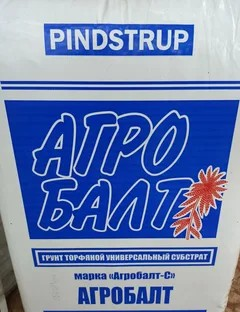 PINDSTRUP
АГРО
БАЛТ
ГРУНТ ТОРФЯНОЙ УНИВЕРСАЛЬНЫЙ СУБСТРАТ
марка «Агробалт-С»
АГРОБАЛТ